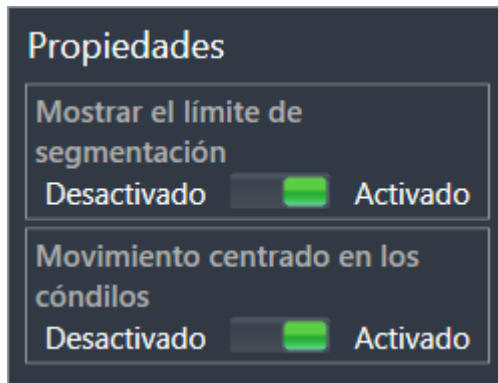 Propiedades
Mostrar el límite de
segmentación
Desactivado Activado
Movimiento centrado en los
cóndilos
Desactivado Activado